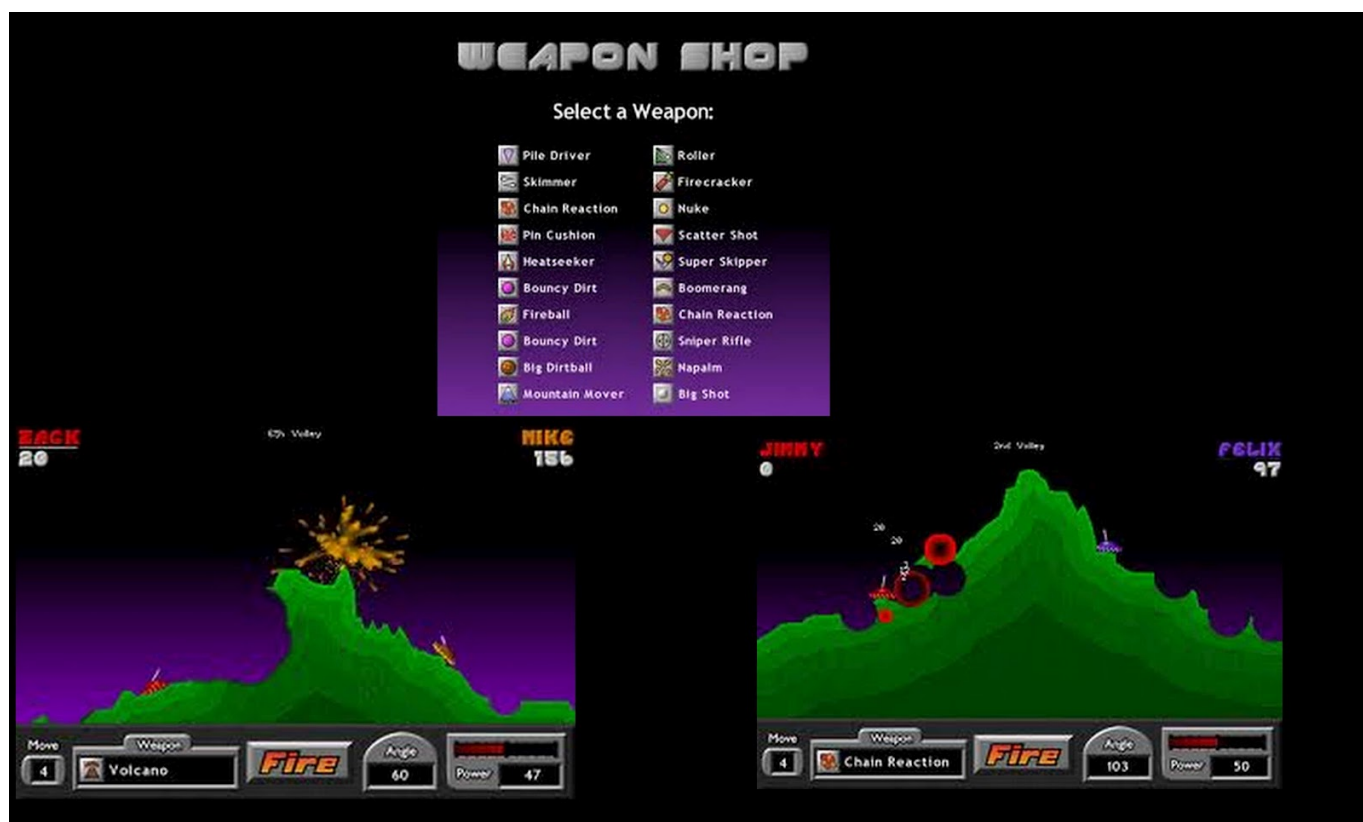 WEAPON SHOP
Select a Weapon:
Pile Driver Roller
Skimmer Firecracker
Chain Reaction Nuke
Pin Cushion Scatter Shot
Heatseeker Super Skipper
Bouncy Dirt Boomerang
Fireball Chain Reaction
Bouncy Dirt Sniper Rifle
Big Dirtball Napalm
Mountain Mover Big Shot
ZACK 6th Volley MIKE
20 156
Move Weapon Fire Angle
4 Volcano 60 Power 47
JIMMY 2nd Volley FELIX
0 97
20
20
Move Weapon Fire Angle
4 Chain Reaction 103 Power 50